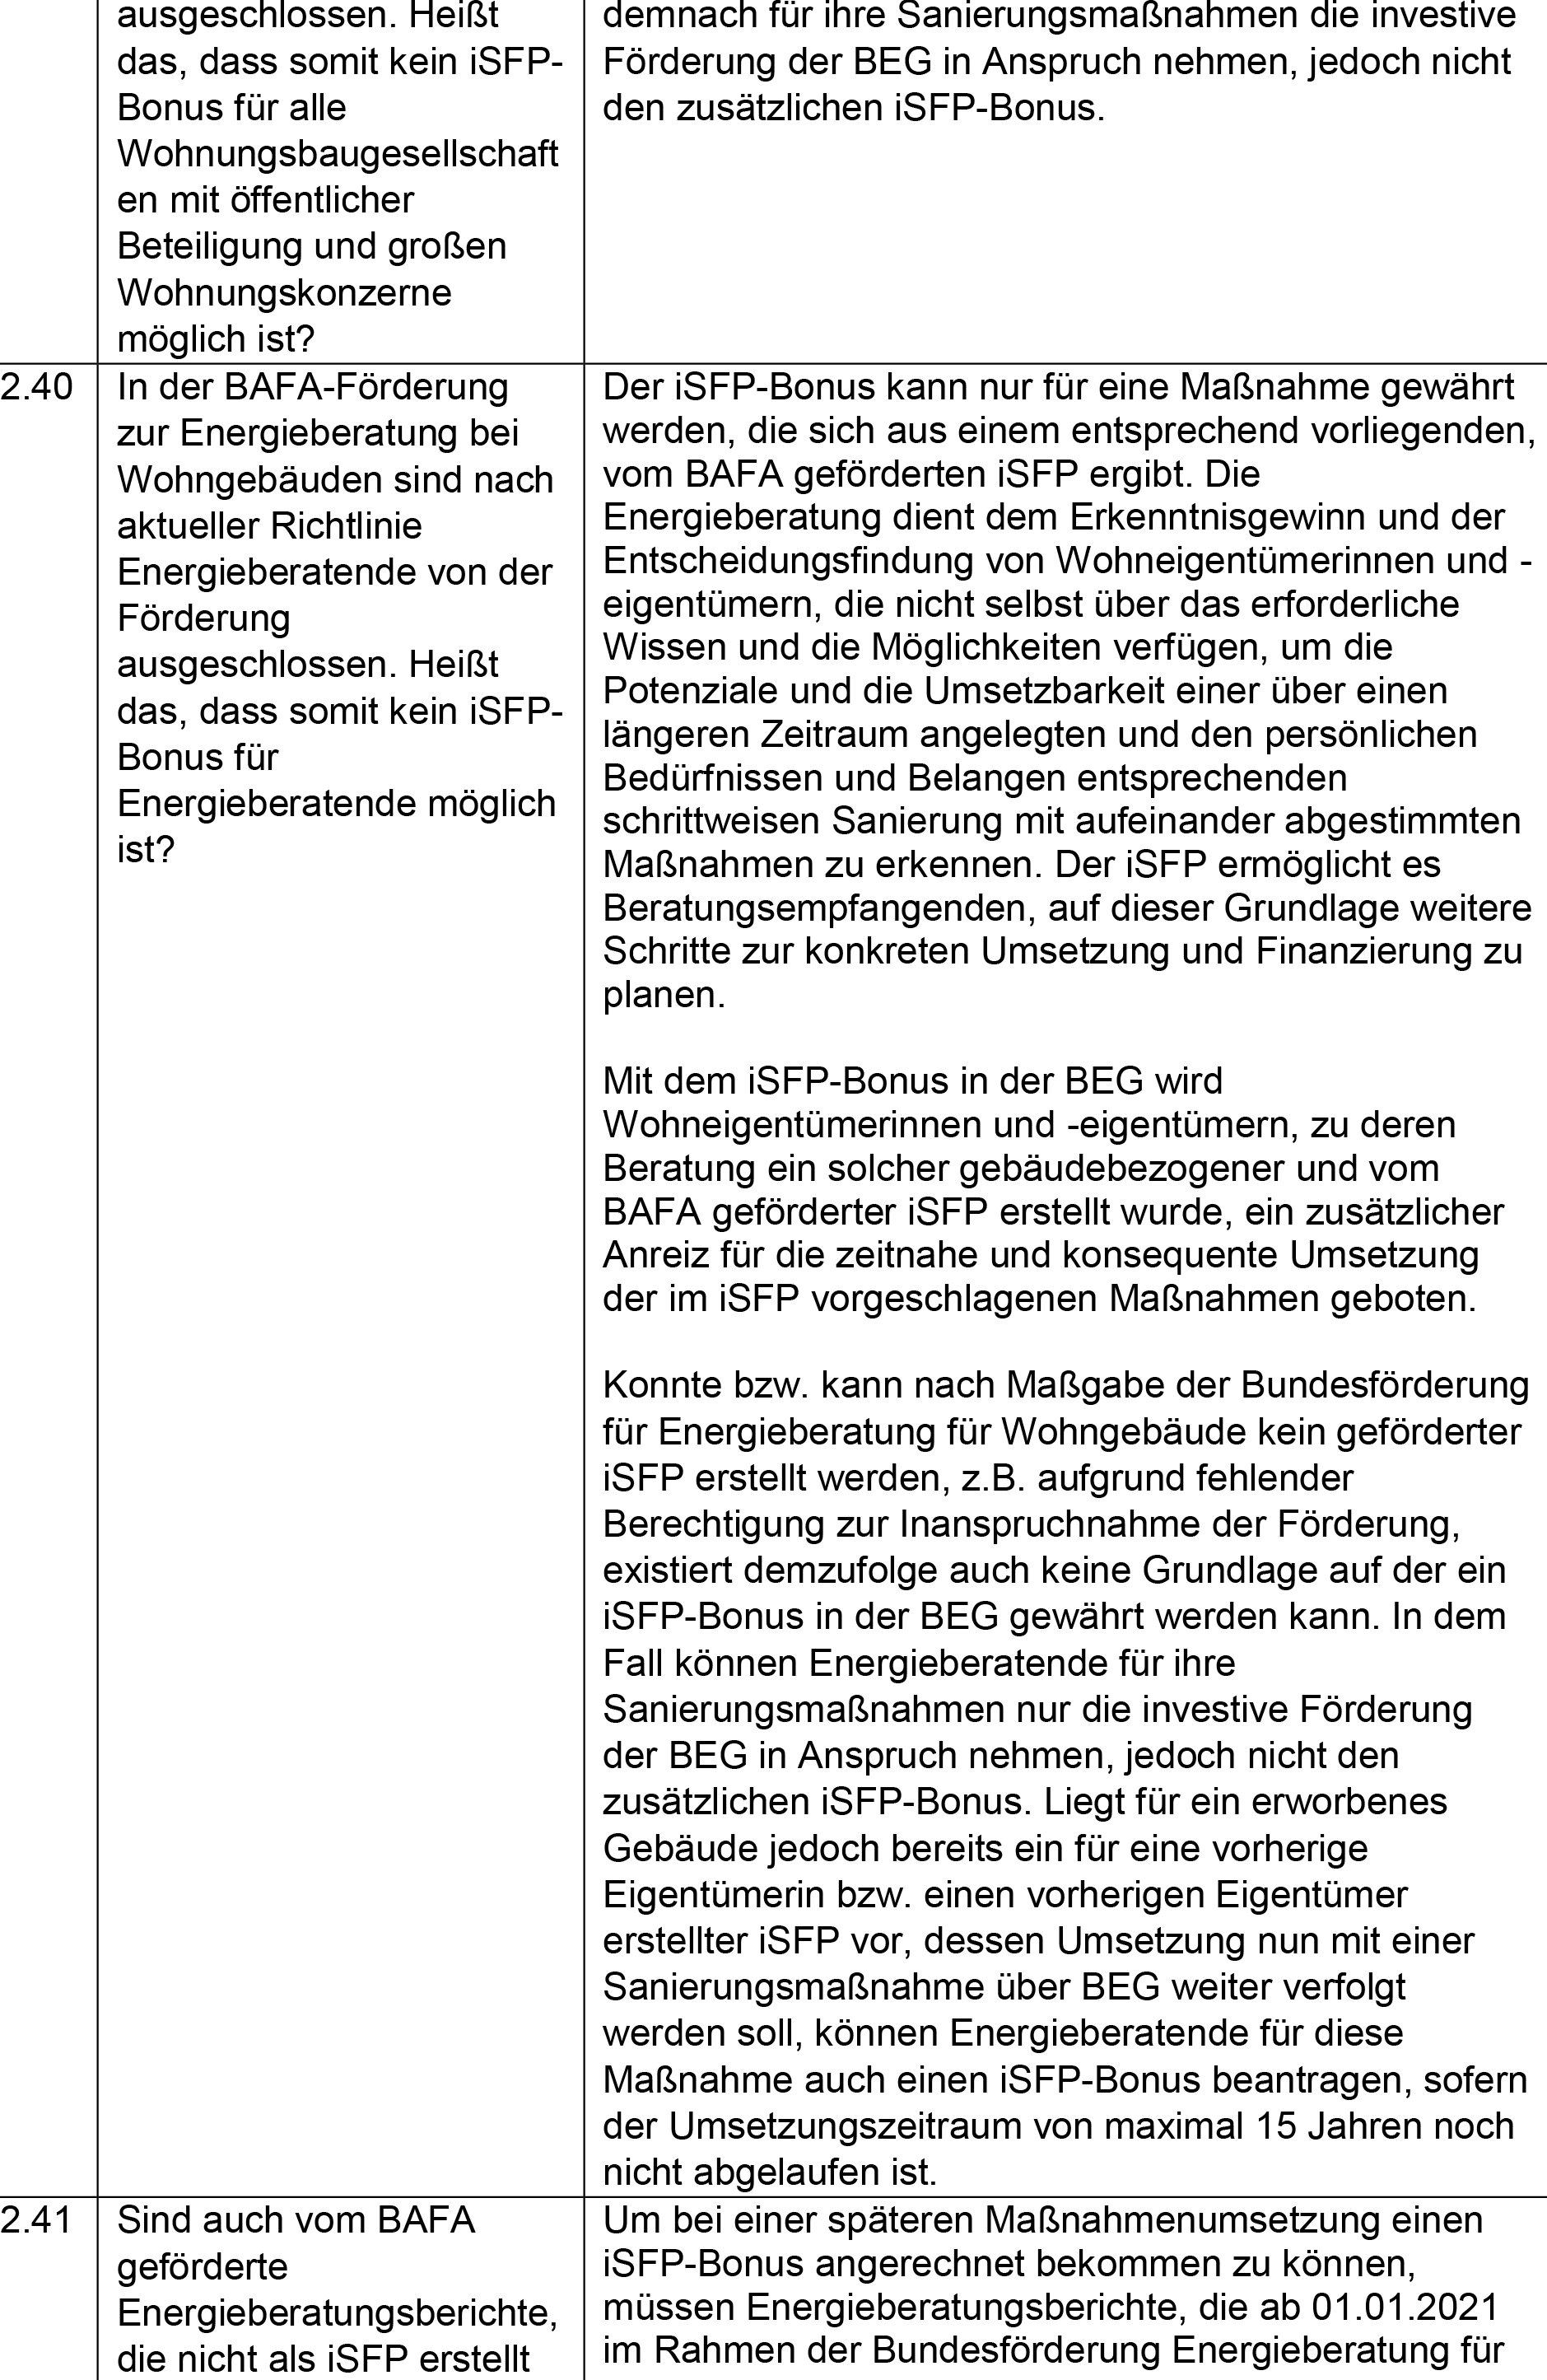 ausgeschlossen. Heißt
das, dass somit kein iSFP-
Bonus für alle
Wohnungsbaugesellschaft
en mit öffentlicher
Beteiligung und großen
Wohnungskonzerne
möglich ist?
demnach für ihre Sanierungsmaßnahmen die investive
Förderung der BEG in Anspruch nehmen, jedoch nicht
den zusätzlichen iSFP-Bonus.
2.40
In der BAFA-Förderung
zur Energieberatung bei
Wohngebäuden sind nach
aktueller Richtlinie
Energieberatende von der
Förderung
ausgeschlossen. Heißt
das, dass somit kein iSFP-
Bonus für
Energieberatende möglich
ist?
Der iSFP-Bonus kann nur für eine Maßnahme gewährt
werden, die sich aus einem entsprechend vorliegenden,
vom BAFA geförderten iSFP ergibt. Die
Energieberatung dient dem Erkenntnisgewinn und der
Entscheidungsfindung von Wohneigentümerinnen und -
eigentümern, die nicht selbst über das erforderliche
Wissen und die Möglichkeiten verfügen, um die
Potenziale und die Umsetzbarkeit einer über einen
längeren Zeitraum angelegten und den persönlichen
Bedürfnissen und Belangen entsprechenden
schrittweisen Sanierung mit aufeinander abgestimmten
Maßnahmen zu erkennen. Der iSFP ermöglicht es
Beratungsempfangenden, auf dieser Grundlage weitere
Schritte zur konkreten Umsetzung und Finanzierung zu
planen.
Mit dem iSFP-Bonus in der BEG wird
Wohneigentümerinnen und -eigentümern, zu deren
Beratung ein solcher gebäudebezogener und vom
BAFA geförderter iSFP erstellt wurde, ein zusätzlicher
Anreiz für die zeitnahe und konsequente Umsetzung
der im iSFP vorgeschlagenen Maßnahmen geboten.
Konnte bzw. kann nach Maßgabe der Bundesförderung
für Energieberatung für Wohngebäude kein geförderter
iSFP erstellt werden, z.B. aufgrund fehlender
Berechtigung zur Inanspruchnahme der Förderung,
existiert demzufolge auch keine Grundlage auf der ein
iSFP-Bonus in der BEG gewährt werden kann. In dem
Fall können Energieberatende für ihre
Sanierungsmaßnahmen nur die investive Förderung
der BEG in Anspruch nehmen, jedoch nicht den
zusätzlichen iSFP-Bonus. Liegt für ein erworbenes
Gebäude jedoch bereits ein für eine vorherige
Eigentümerin bzw. einen vorherigen Eigentümer
erstellter iSFP vor, dessen Umsetzung nun mit einer
Sanierungsmaßnahme über BEG weiter verfolgt
werden soll, können Energieberatende für diese
Maßnahme auch einen iSFP-Bonus beantragen, sofern
der Umsetzungszeitraum von maximal 15 Jahren noch
nicht abgelaufen ist.
2.41
Sind auch vom BAFA
geförderte
Energieberatungsberichte,
die nicht als iSFP erstellt
Um bei einer späteren Maßnahmenumsetzung einen
iSFP-Bonus angerechnet bekommen zu können,
müssen Energieberatungsberichte, die ab 01.01.2021
im Rahmen der Bundesförderung Energieberatung für